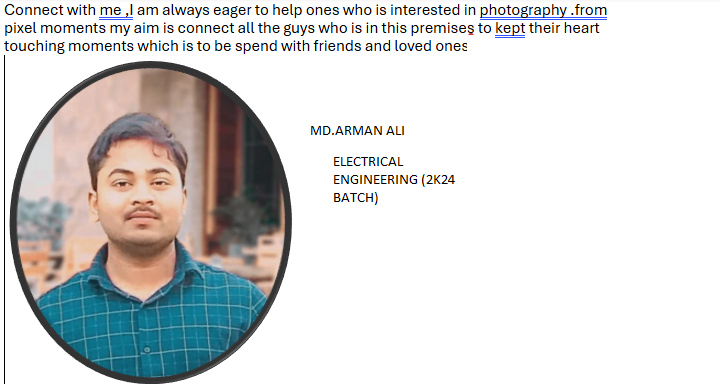 Connect with me ,I am always eager to help ones who is interested in photography .from
pixel moments my aim is connect all the guys who is in this premises to kept their heart
touching moments which is to be spend with friends and loved ones
MD.ARMAN ALI
ELECTRICAL
ENGINEERING (2K24
BATCH)